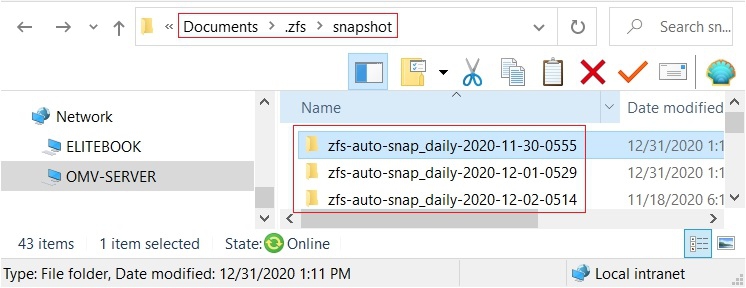 « Documents > .zfs > snapshot
Search sn...
Name
Date modified
Network
ELITEBOOK
OMV-SERVER
zfs-auto-snap_daily-2020-11-30-0555
12/31/2020 1:1
zfs-auto-snap_daily-2020-12-01-0529
12/31/2020 1:1
zfs-auto-snap_daily-2020-12-02-0514
11/18/2020 6:1
43 items 1 item selected State: Online
Type: File folder, Date modified: 12/31/2020 1:11 PM
Local intranet